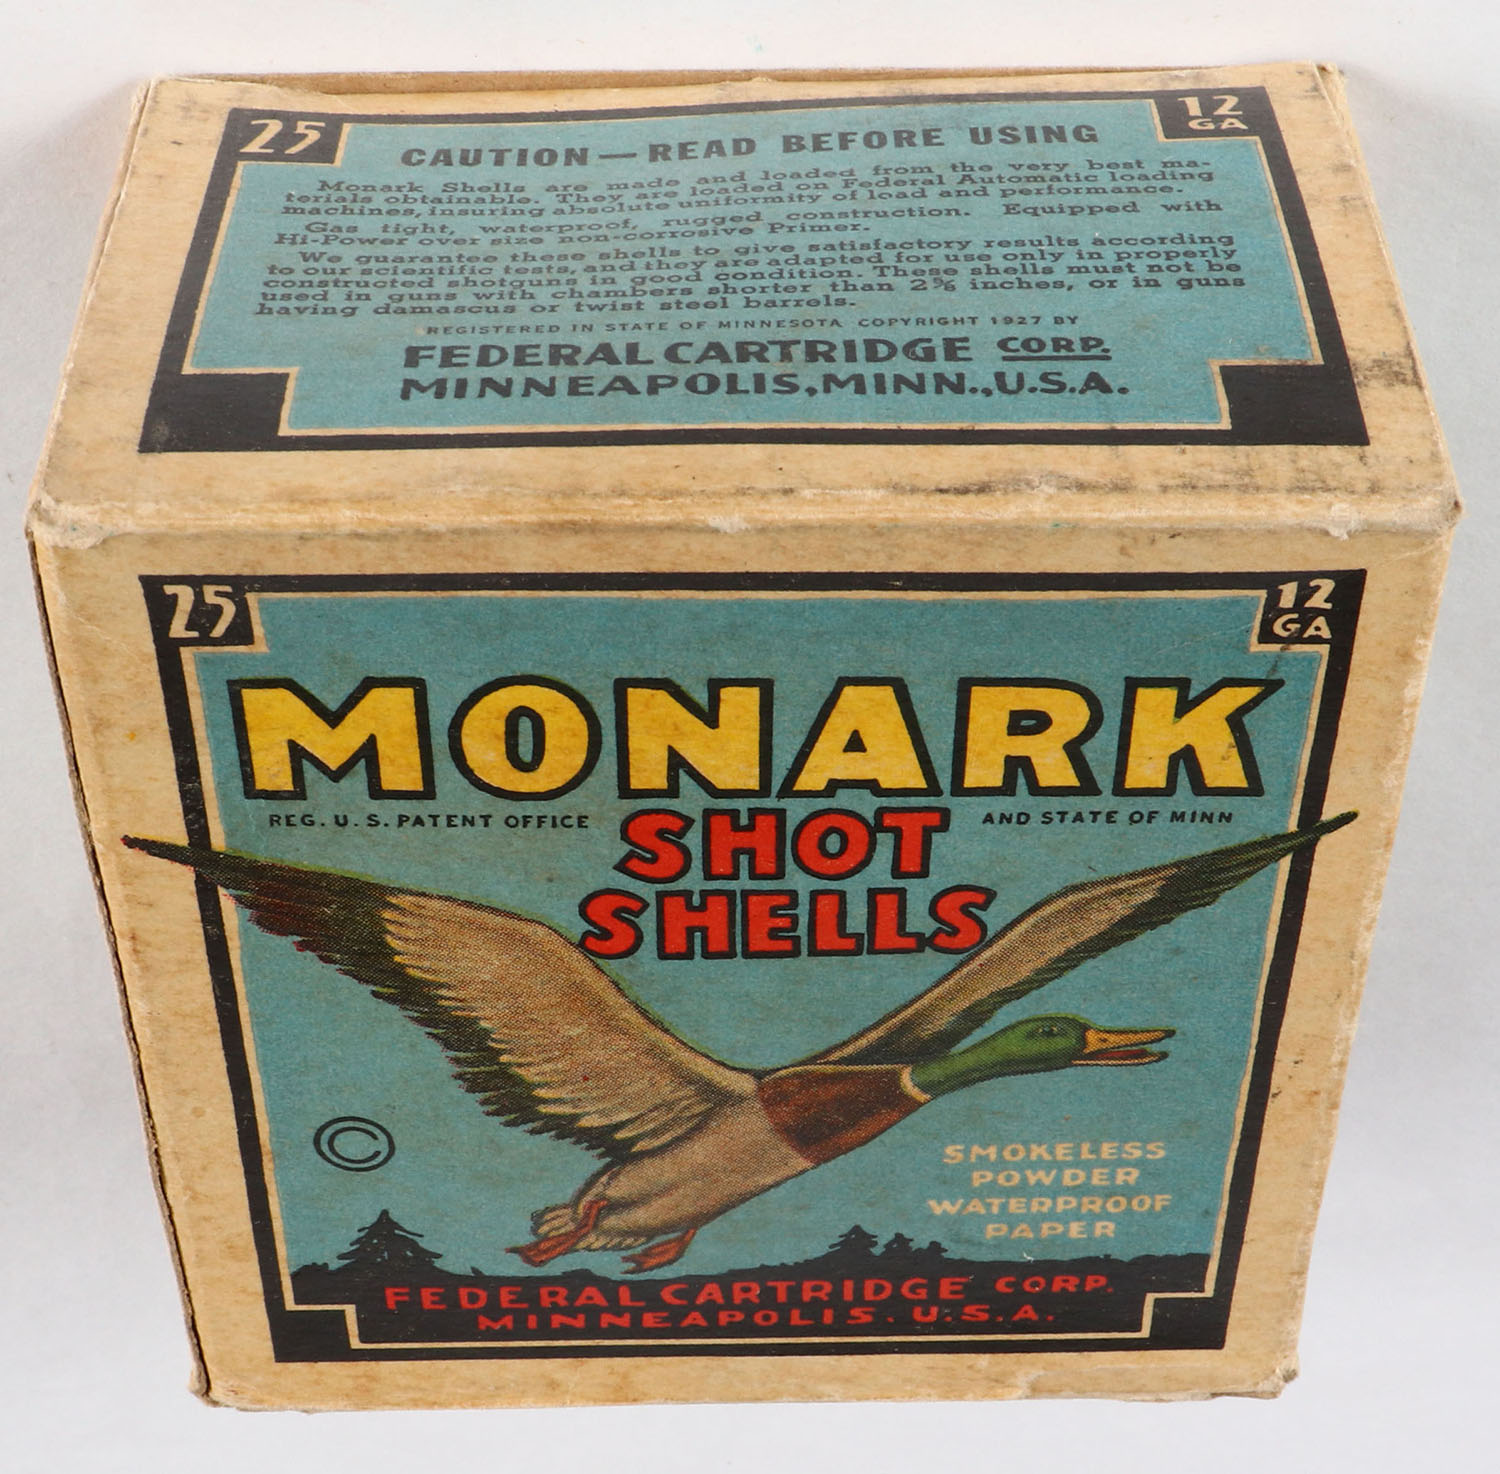 25
12
GA
CAUTION—READ BEFORE USING
Monark Shells are made and loaded from the very best ma-
terials obtainable. They are loaded on Federal Automatic loading
machines, insuring absolute uniformity of load and performance.
Gas tight, waterproof, rugged construction. Equipped with
Hi-Power over size non-corrosive Primer.
We guarantee these shells to give satisfactory results according
to our scientific tests, and they are adapted for use only in properly
constructed shotguns in good condition. These shells must not be
used in guns with chambers shorter than 2⅝ inches, or in guns
having damascus or twist steel barrels.
REGISTERED IN STATE OF MINNESOTA COPYRIGHT 1927 BY
FEDERAL CARTRIDGE CORP.
MINNEAPOLIS, MINN., U.S.A.
25
12
GA
MONARK
REG. U. S. PATENT OFFICE
AND STATE OF MINN
SHOT
SHELLS
©
SMOKELESS
POWDER
WATERPROOF
PAPER
FEDERAL CARTRIDGE CORP.
MINNEAPOLIS. U.S.A.